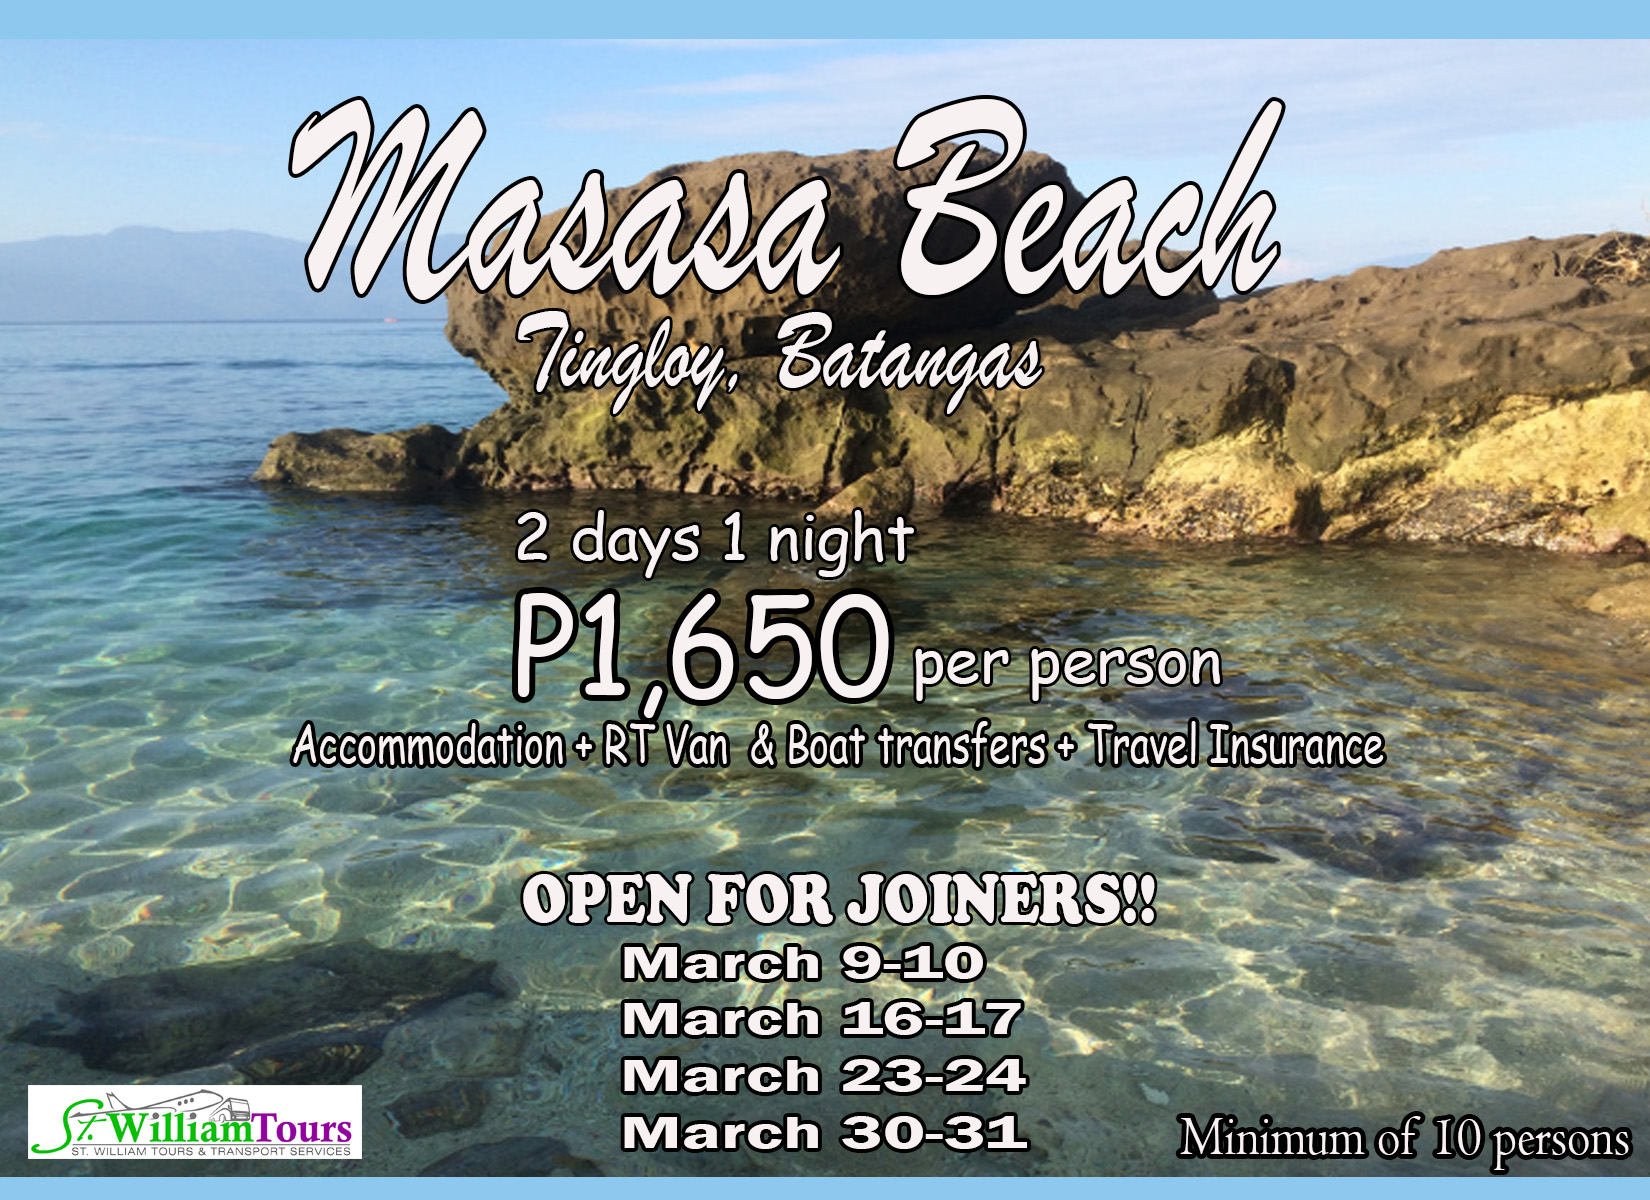 Masasa Beach
Tingloy, Batangas
2 days 1 night
P1,650 per person
Accommodation + RT Van & Boat transfers + Travel Insurance
OPEN FOR JOINERS!!
March 9-10
March 16-17
March 23-24
March 30-31
Minimum of 10 persons
St. William Tours
ST. WILLIAM TOURS & TRANSPORT SERVICES